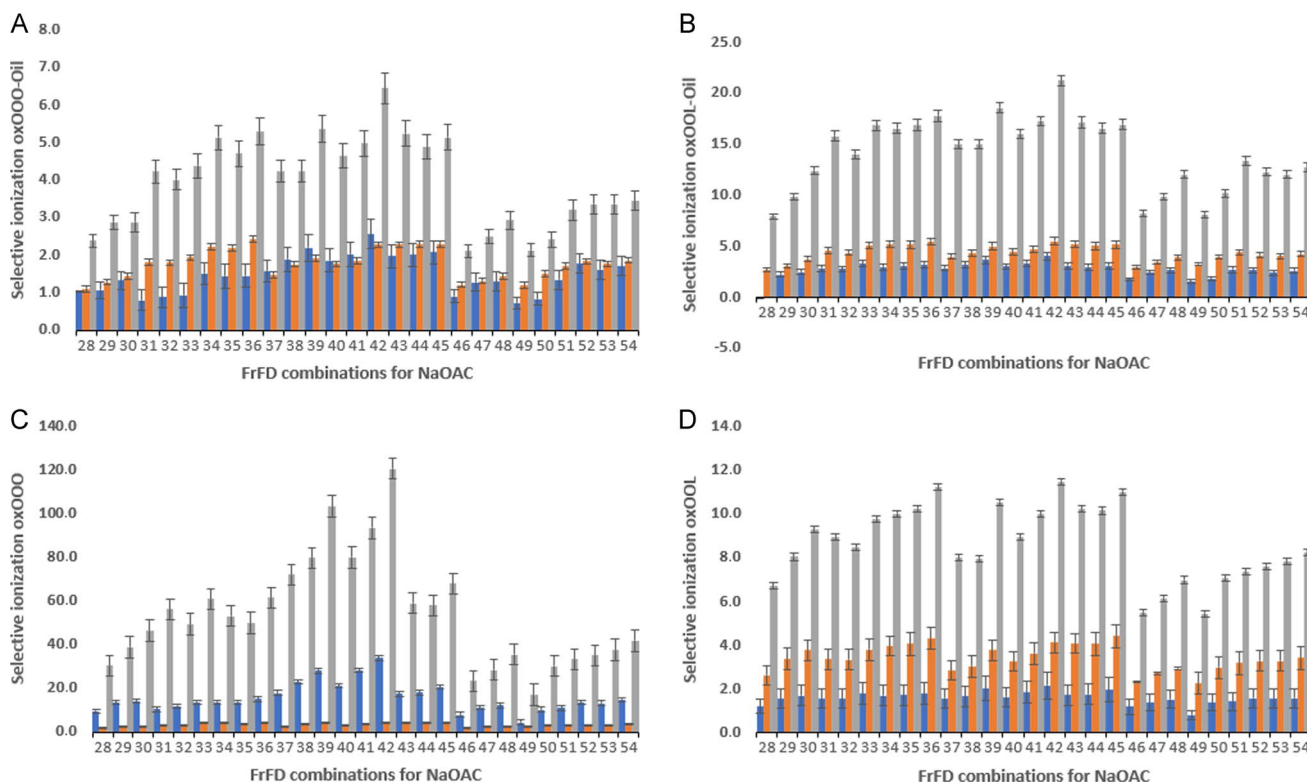 A
Selective ionization oxOOO-Oil
8.0
7.0
6.0
5.0
4.0
3.0
2.0
1.0
0.0
28 29 30 31 32 33 34 35 36 37 38 39 40 41 42 43 44 45 46 47 48 49 50 51 52 53 54
FrFD combinations for NaOAC
B
Selective ionization oxOOL-Oil
25.0
20.0
15.0
10.0
5.0
0.0
-5.0
28 29 30 31 32 33 34 35 36 37 38 39 40 41 42 43 44 45 46 47 48 49 50 51 52 53 54
FrFD combinations for NaOAC
C
Selective ionization oxOOO
140.0
120.0
100.0
80.0
60.0
40.0
20.0
0.0
28 29 30 31 32 33 34 35 36 37 38 39 40 41 42 43 44 45 46 47 48 49 50 51 52 53 54
FrFD combinations for NaOAC
D
Selective ionization oxOOL
14.0
12.0
10.0
8.0
6.0
4.0
2.0
0.0
28 29 30 31 32 33 34 35 36 37 38 39 40 41 42 43 44 45 46 47 48 49 50 51 52 53 54
FrFD combinations for NaOAC